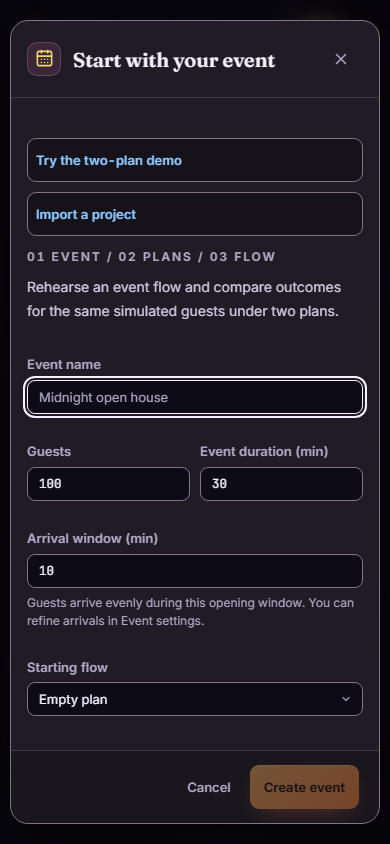 Start with your event
Try the two-plan demo
Import a project
01 EVENT / 02 PLANS / 03 FLOW
Rehearse an event flow and compare outcomes
for the same simulated guests under two plans.
Event name
Midnight open house
Guests
Event duration (min)
100
30
Arrival window (min)
10
Guests arrive evenly during this opening window. You can
refine arrivals in Event settings.
Starting flow
Empty plan
Cancel
Create event